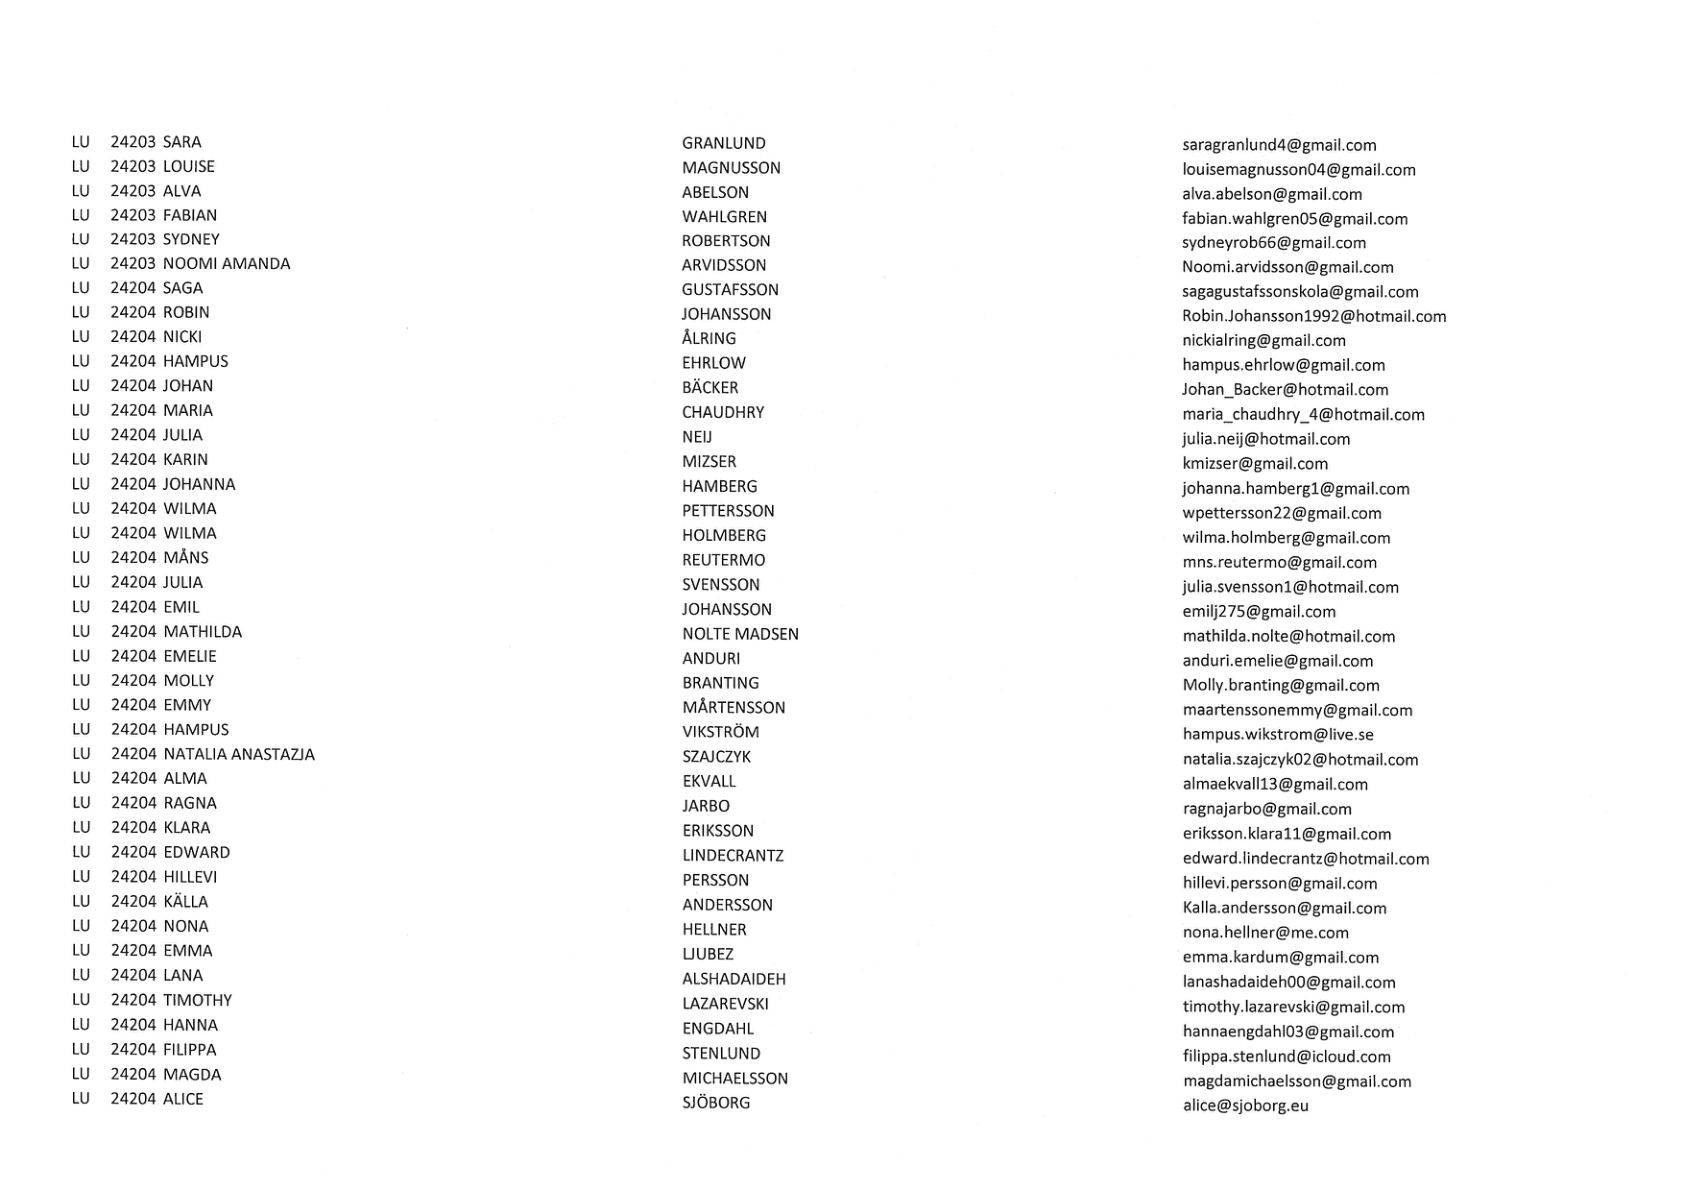 LU 24203 SARA GRANLUND saragranlund4@gmail.com
LU 24203 LOUISE MAGNUSSON louisemagnusson04@gmail.com
LU 24203 ALVA ABELSON alva.abelson@gmail.com
LU 24203 FABIAN WAHLGREN fabian.wahlgren05@gmail.com
LU 24203 SYDNEY ROBERTSON sydneyrob66@gmail.com
LU 24203 NOOMI AMANDA ARVIDSSON Noomi.arvidsson@gmail.com
LU 24204 SAGA GUSTAFSSON sagagustafssonskola@gmail.com
LU 24204 ROBIN JOHANSSON Robin.Johansson1992@hotmail.com
LU 24204 NICKI ÅLRING nickialring@gmail.com
LU 24204 HAMPUS EHRLOW hampus.ehrlow@gmail.com
LU 24204 JOHAN BÄCKER Johan_Backer@hotmail.com
LU 24204 MARIA CHAUDHRY maria_chaudhry_4@hotmail.com
LU 24204 JULIA NEIJ julia.neij@hotmail.com
LU 24204 KARIN MIZSER kmizser@gmail.com
LU 24204 JOHANNA HAMBERG johanna.hamberg1@gmail.com
LU 24204 WILMA PETTERSSON wpettersson22@gmail.com
LU 24204 WILMA HOLMBERG wilma.holmberg@gmail.com
LU 24204 MÅNS REUTERMO mns.reutermo@gmail.com
LU 24204 JULIA SVENSSON julia.svensson1@hotmail.com
LU 24204 EMIL JOHANSSON emilj275@gmail.com
LU 24204 MATHILDA NOLTE MADSEN mathilda.nolte@hotmail.com
LU 24204 EMELIE ANDURI anduri.emelie@gmail.com
LU 24204 MOLLY BRANTING Molly.branting@gmail.com
LU 24204 EMMY MÅRTENSSON maartenssonemmy@gmail.com
LU 24204 HAMPUS VIKSTRÖM hampus.wikstrom@live.se
LU 24204 NATALIA ANASTAZJA SZAJCZYK natalia.szajczyk02@hotmail.com
LU 24204 ALMA EKVALL almaekvall13@gmail.com
LU 24204 RAGNA JARBO ragnajarbo@gmail.com
LU 24204 KLARA ERIKSSON eriksson.klara11@gmail.com
LU 24204 EDWARD LINDECRANTZ edward.lindecrantz@hotmail.com
LU 24204 HILLEVI PERSSON hillevi.persson@gmail.com
LU 24204 KÄLLA ANDERSSON Kalla.andersson@gmail.com
LU 24204 NONA HELLNER nona.hellner@me.com
LU 24204 EMMA LJUBEZ emma.kardum@gmail.com
LU 24204 LANA ALSHADAIDEH lanashadaideh00@gmail.com
LU 24204 TIMOTHY LAZAREVSKI timothy.lazarevski@gmail.com
LU 24204 HANNA ENGDAHL hannaengdahl03@gmail.com
LU 24204 FILIPPA STENLUND filippa.stenlund@icloud.com
LU 24204 MAGDA MICHAELSSON magdamichaelsson@gmail.com
LU 24204 ALICE SJÖBORG alice@sjoborg.eu